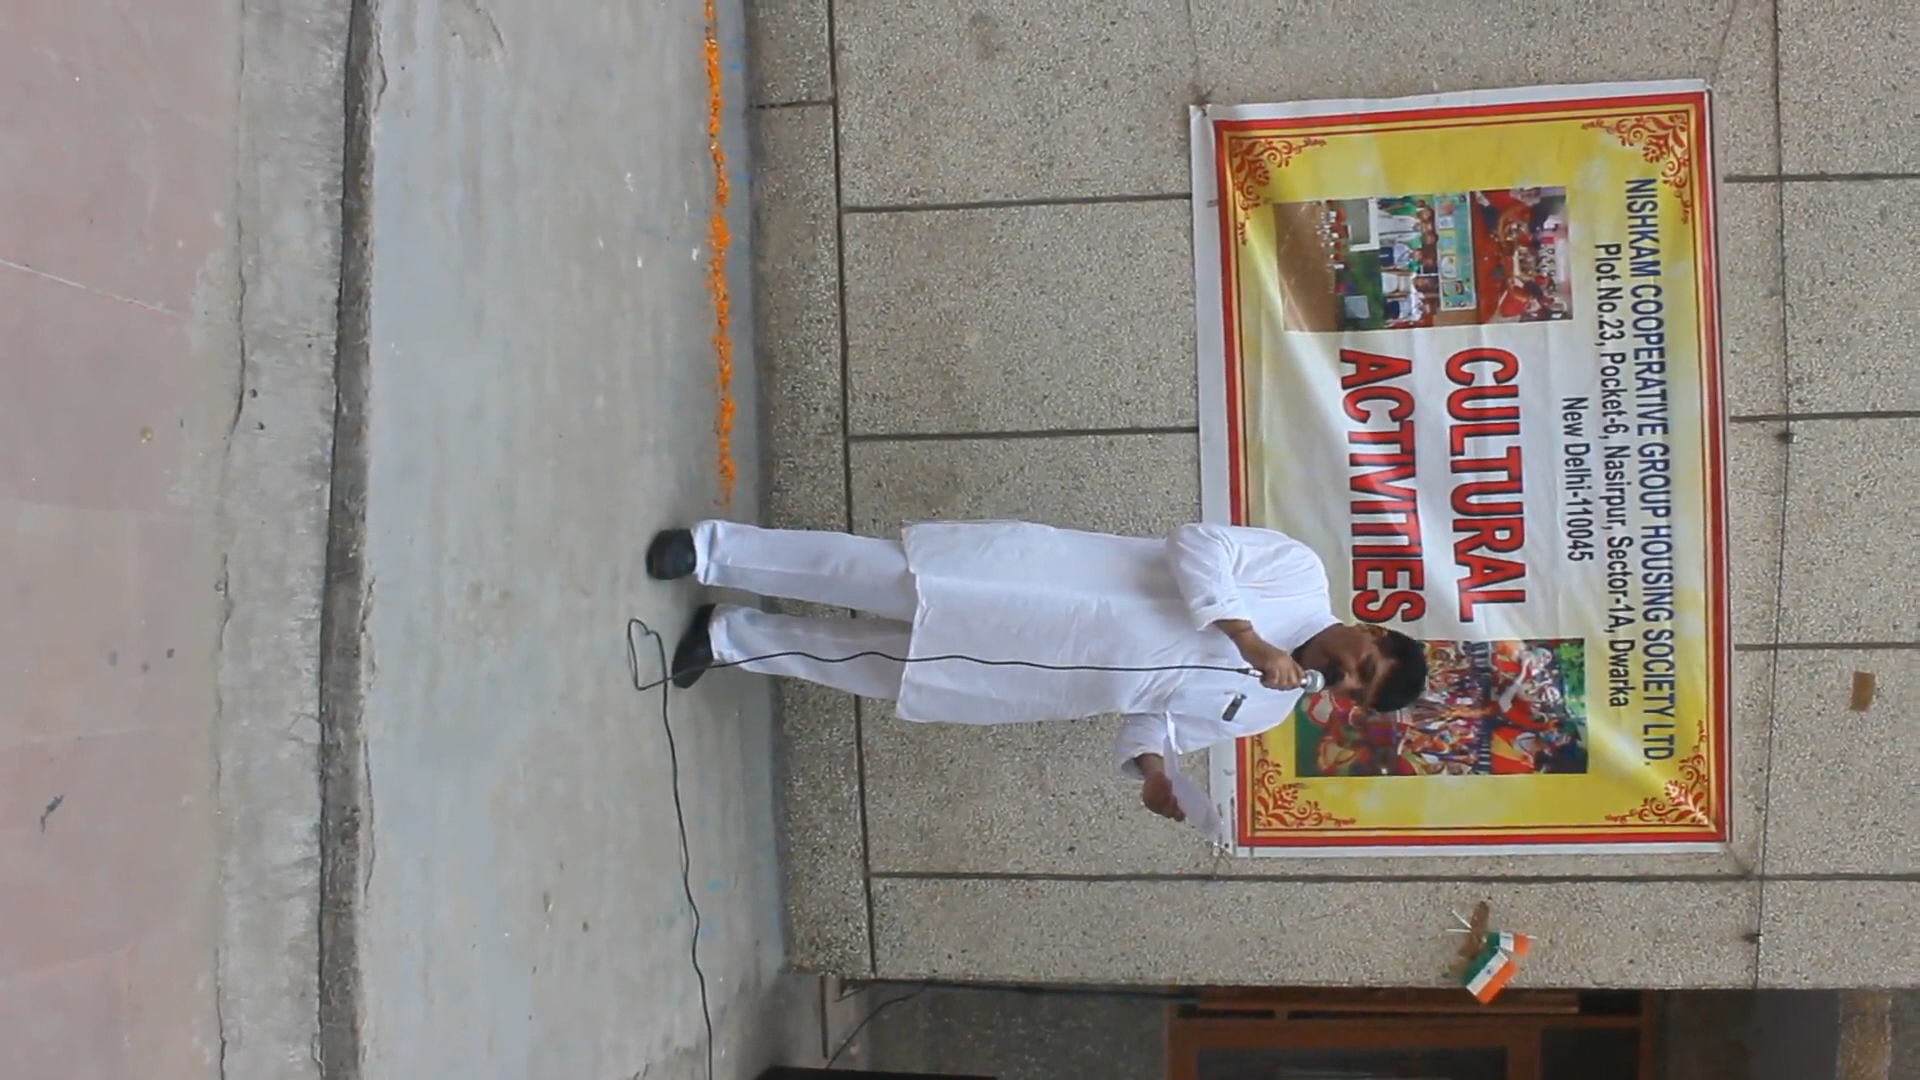 NISHKAM COOPERATIVE GROUP HOUSING SOCIETY LTD.
Plot No.23, Pocket-6, Nasirpur, Sector-1A, Dwarka
New Delhi-110045
CULTURAL
ACTIVITIES